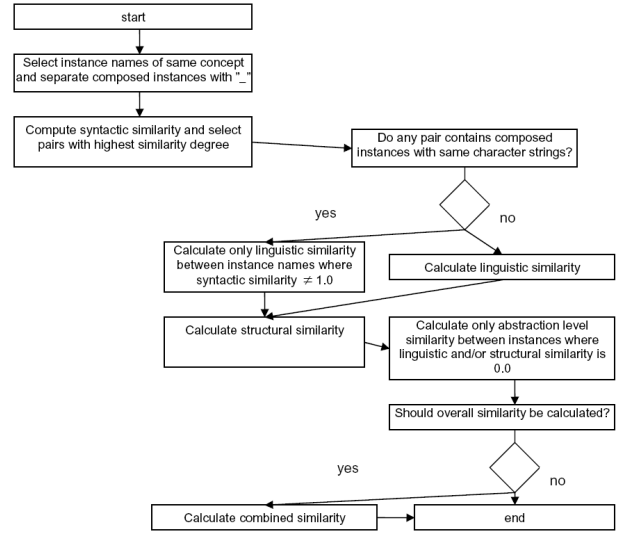 start
Select instance names of same concept
and separate composed instances with "_"
Compute syntactic similarity and select
pairs with highest similarity degree
Do any pair contains composed
instances with same character strings?
yes
no
Calculate only linguistic similarity
between instance names where
syntactic similarity ≠ 1.0
Calculate linguistic similarity
Calculate structural similarity
Calculate only abstraction level
similarity between instances where
linguistic and/or structural similarity is
0.0
Should overall similarity be calculated?
yes
no
Calculate combined similarity
end